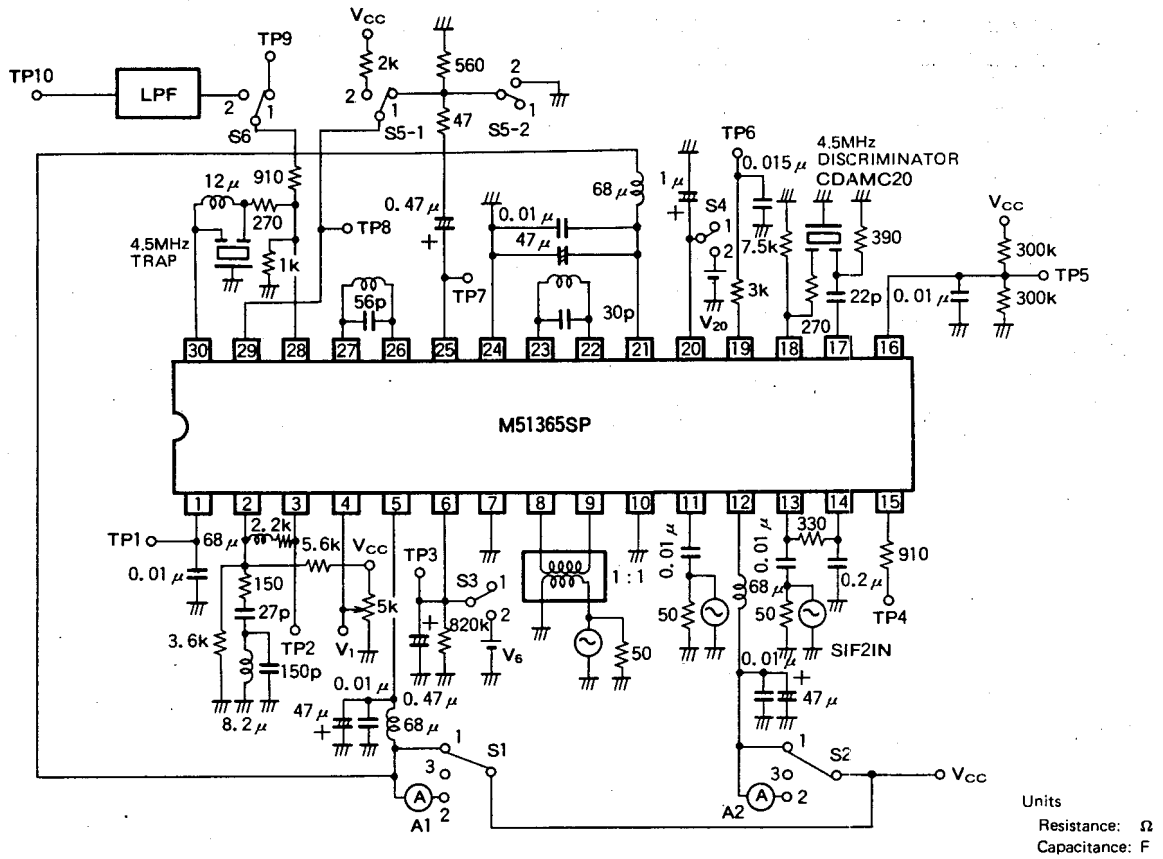 TP10
LPF
TP9
2
1
S6
VCC
2k
2
1
S5-1
560
47
2
1
S5-2
910
12μ
270
1k
4.5MHz
TRAP
TP8
56p
0.47μ
+
TP7
0.01μ
47μ
68μ
30p
1μ
+
S4
1
2
V20
TP6
0.015μ
3k
7.5k
4.5MHz
DISCRIMINATOR
CDAMC20
390
270
22p
0.01μ
VCC
300k
300k
TP5
30 29 28 27 26 25 24 23 22 21 20 19 18 17 16
M51365SP
1 2 3 4 5 6 7 8 9 10 11 12 13 14 15
TP1
0.01μ
68μ
2.2k
5.6k
VCC
150
27p
3.6k
150p
8.2μ
TP2
V1
5k
TP3
+
820k
0.47μ
S3
1
2
V6
1:1
50
0.01μ
50
68μ
0.01μ
330
0.2μ
50
SIF2IN
910
TP4
47μ
+
0.01μ
68μ
1
3
2
S1
A
A1
0.01μ
+
47μ
1
3
2
S2
A
A2
VCC
Units
Resistance: Ω
Capacitance: F